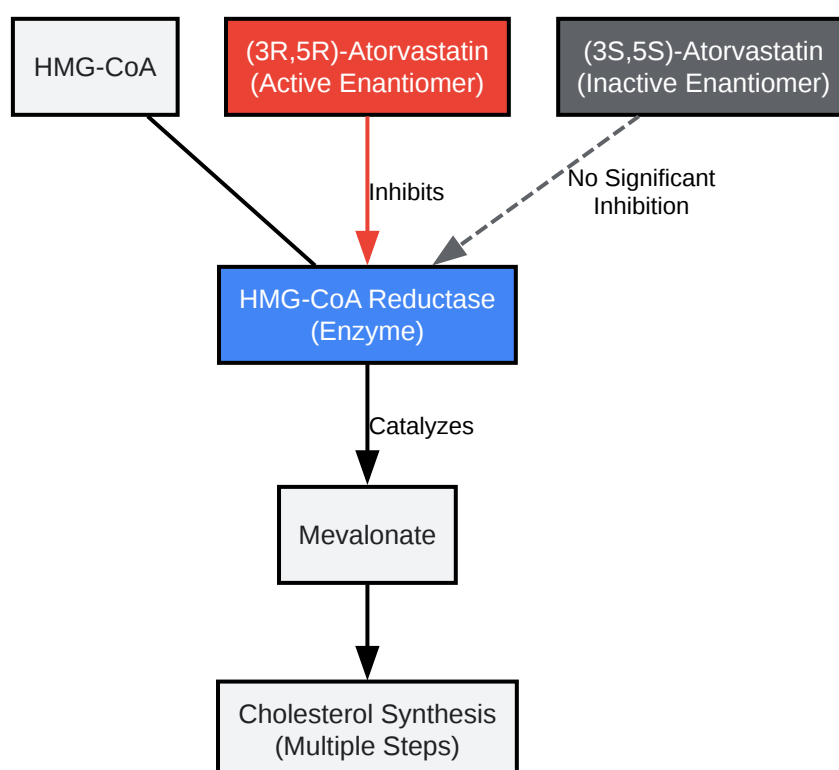 HMG-CoA
(3R,5R)-Atorvastatin
(Active Enantiomer)
(3S,5S)-Atorvastatin
(Inactive Enantiomer)
Inhibits
No Significant
Inhibition
HMG-CoA Reductase
(Enzyme)
Catalyzes
Mevalonate
Cholesterol Synthesis
(Multiple Steps)